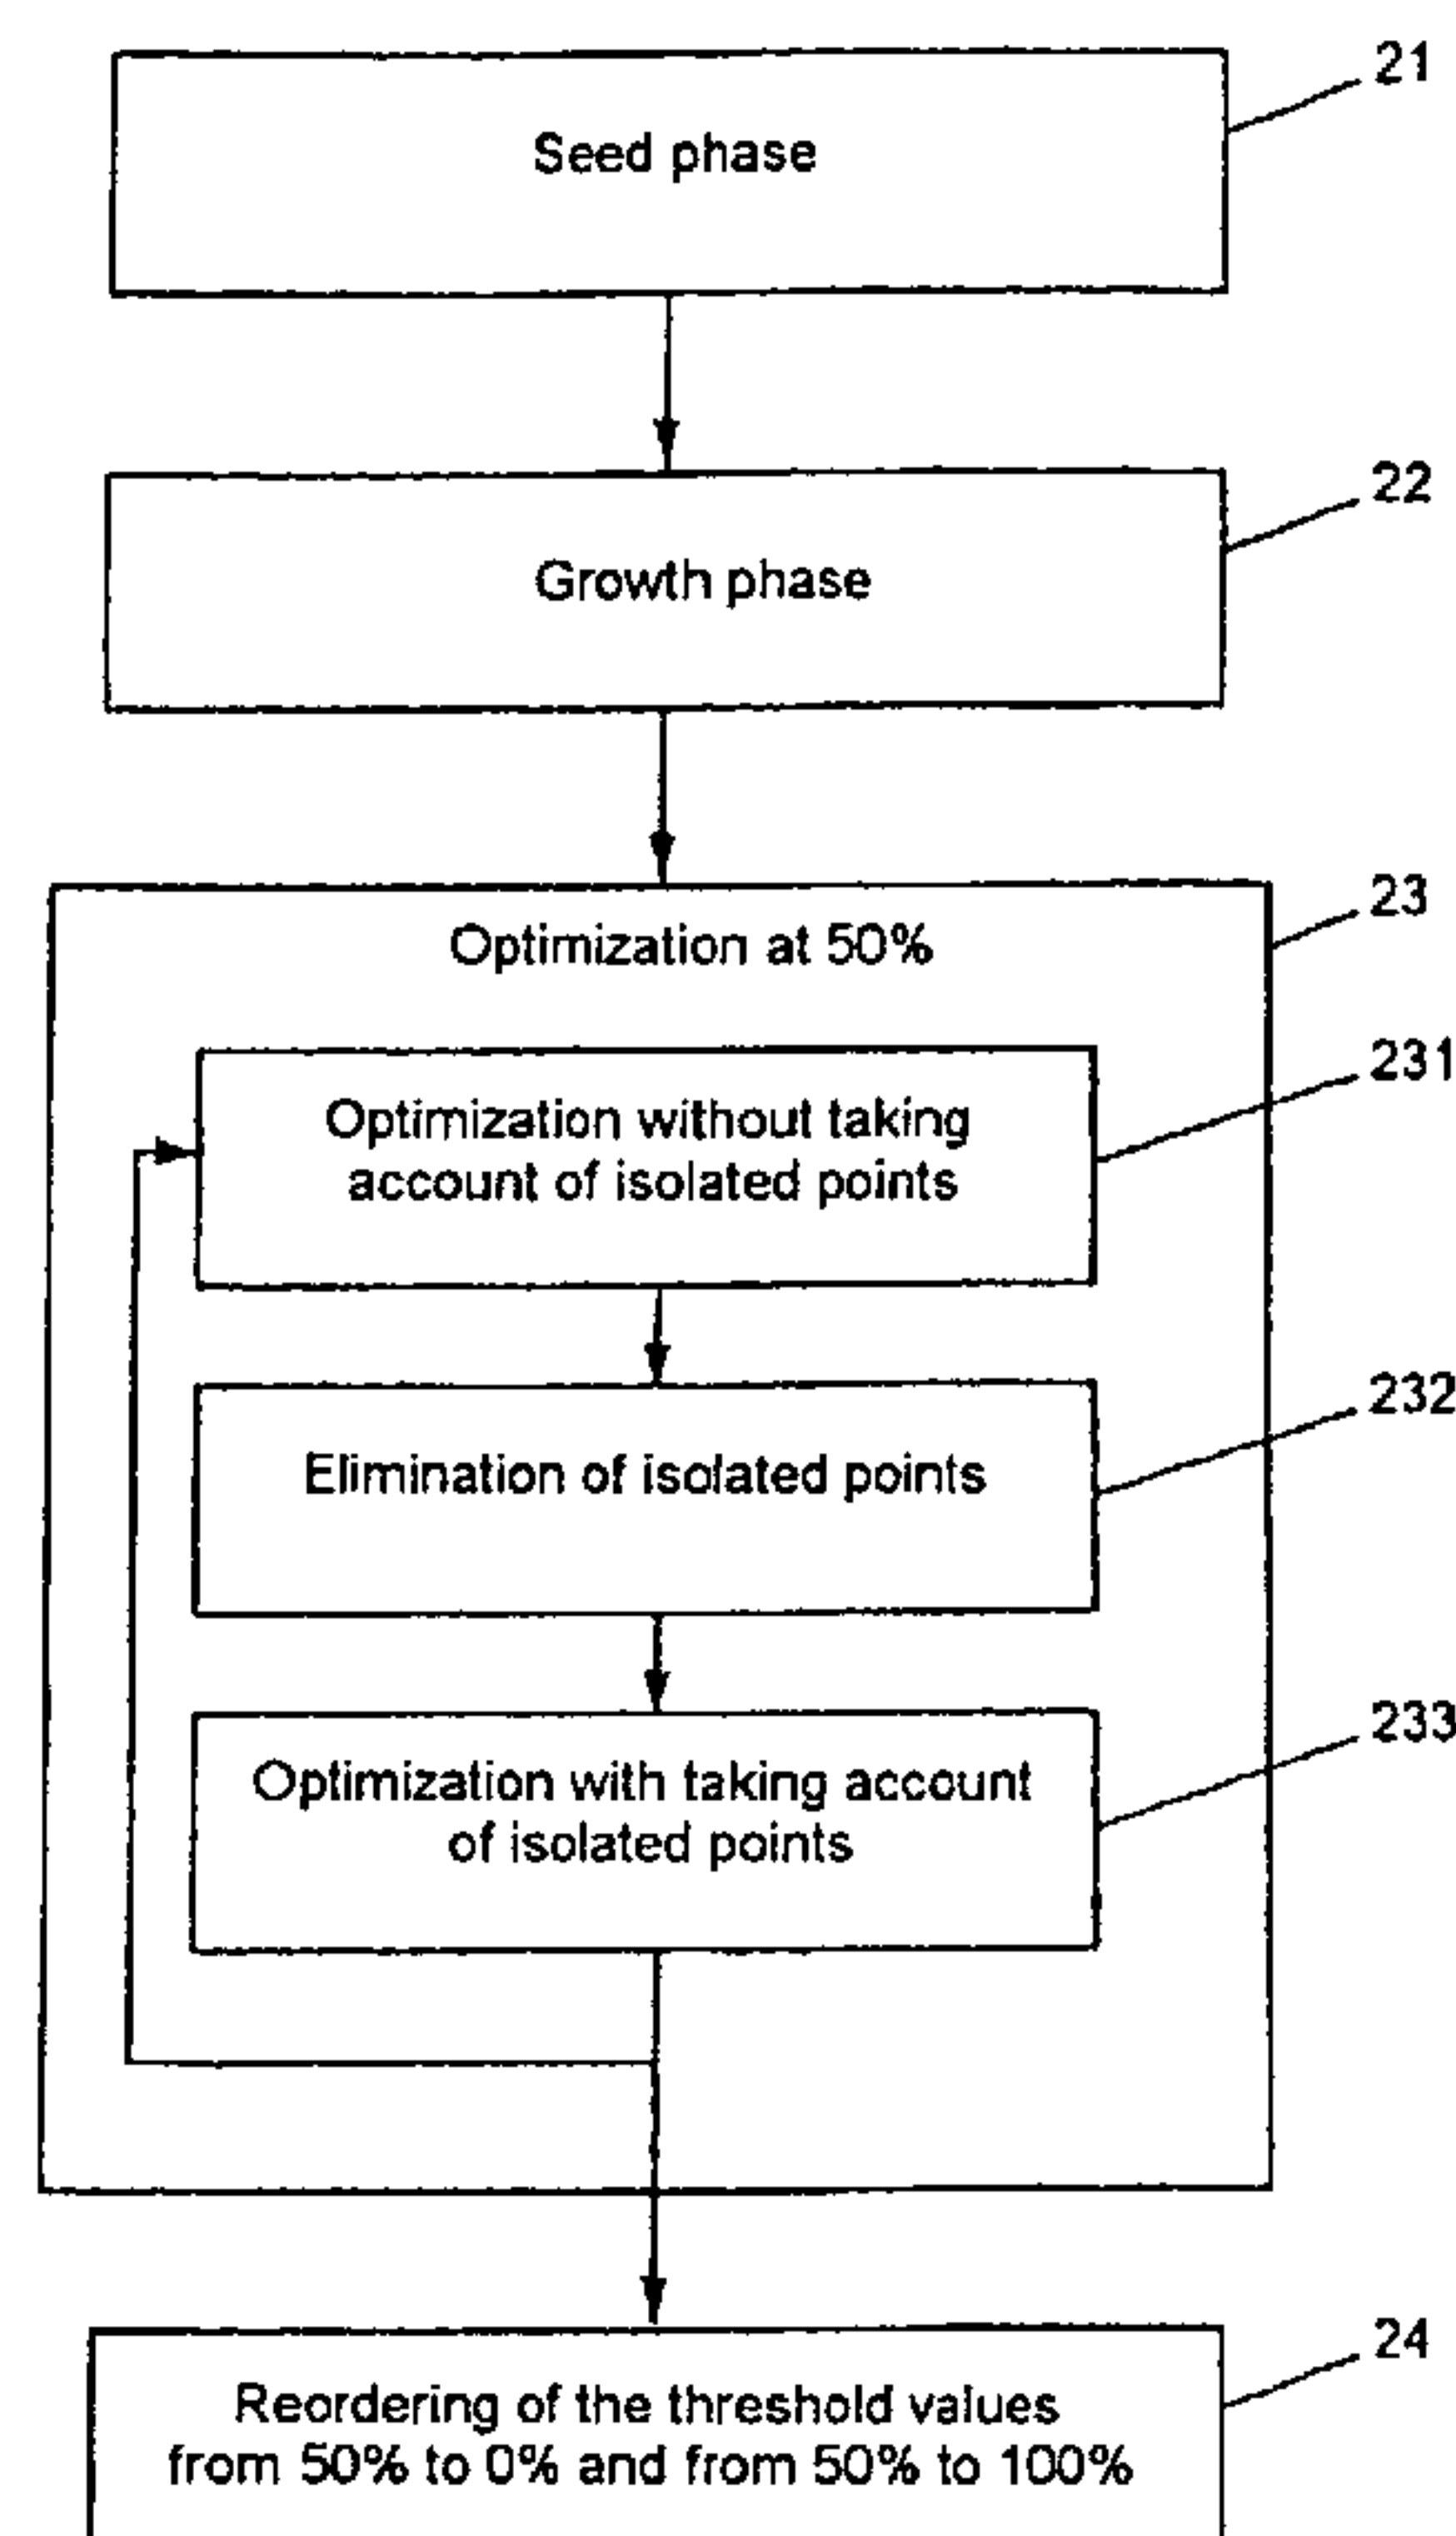 21
Seed phase
22
Growth phase
23
Optimization at 50%
231
Optimization without taking
account of isolated points
232
Elimination of isolated points
233
Optimization with taking account
of isolated points
24
Reordering of the threshold values
from 50% to 0% and from 50% to 100%